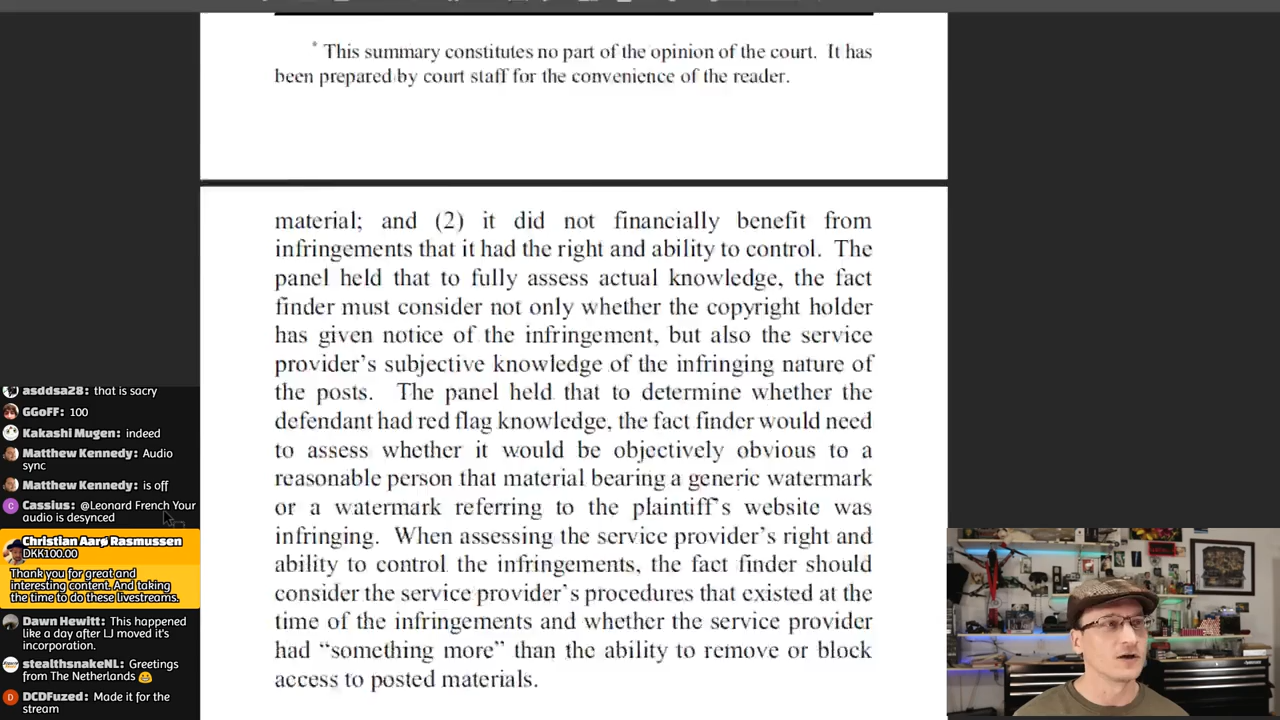 * This summary constitutes no part of the opinion of the court. It has
been prepared by court staff for the convenience of the reader.
material; and (2) it did not financially benefit from
infringements that it had the right and ability to control. The
panel held that to fully assess actual knowledge, the fact
finder must consider not only whether the copyright holder
has given notice of the infringement, but also the service
provider's subjective knowledge of the infringing nature of
the posts. The panel held that to determine whether the
defendant had red flag knowledge, the fact finder would need
to assess whether it would be objectively obvious to a
reasonable person that material bearing a generic watermark
or a watermark referring to the plaintiff's website was
infringing. When assessing the service provider's right and
ability to control the infringements, the fact finder should
consider the service provider's procedures that existed at the
time of the infringements and whether the service provider
had “something more” than the ability to remove or block
access to posted materials.
asddsa28: that is sacry
GGoFF: 100
Kakashi Mugen: indeed
Matthew Kennedy: Audio
sync
Matthew Kennedy: is off
Cassius: @Leonard French Your
audio is desynced
Christian Aarø Rasmussen
DKK100.00
Thank you for great and
interesting content. And taking
the time to do these livestreams.
Dawn Hewitt: This happened
like a day after LJ moved it's
incorporation.
stealthsnakeNL: Greetings
from The Netherlands 😃
DCDFuzed: Made it for the
stream